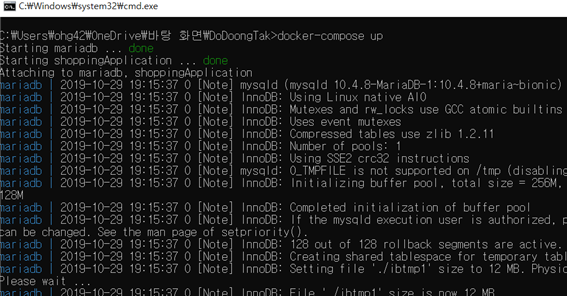 C:₩Windows₩system32₩cmd.exe
C:₩Users₩ohg42₩OneDrive₩바탕 화면₩DoDoongTak>docker-compose up
Starting mariadb ... done
Starting shoppingApplication ... done
Attaching to mariadb, shoppingApplication
mariadb | 2019-10-29 19:15:37 0 [Note] mysqld (mysqld 10.4.8-MariaDB-1:10.4.8+maria~bionic)
mariadb | 2019-10-29 19:15:37 0 [Note] InnoDB: Using Linux native AIO
mariadb | 2019-10-29 19:15:37 0 [Note] InnoDB: Mutexes and rw_locks use GCC atomic builtins
mariadb | 2019-10-29 19:15:37 0 [Note] InnoDB: Uses event mutexes
mariadb | 2019-10-29 19:15:37 0 [Note] InnoDB: Compressed tables use zlib 1.2.11
mariadb | 2019-10-29 19:15:37 0 [Note] InnoDB: Number of pools: 1
mariadb | 2019-10-29 19:15:37 0 [Note] InnoDB: Using SSE2 crc32 instructions
mariadb | 2019-10-29 19:15:37 0 [Note] mysqld: O_TMPFILE is not supported on /tmp (disabling
mariadb | 2019-10-29 19:15:37 0 [Note] InnoDB: Initializing buffer pool, total size = 256M,
128M
mariadb | 2019-10-29 19:15:37 0 [Note] InnoDB: Completed initialization of buffer pool
mariadb | 2019-10-29 19:15:37 0 [Note] InnoDB: If the mysqld execution user is authorized, p
can be changed. See the man page of setpriority().
mariadb | 2019-10-29 19:15:37 0 [Note] InnoDB: 128 out of 128 rollback segments are active.
mariadb | 2019-10-29 19:15:37 0 [Note] InnoDB: Creating shared tablespace for temporary tabl
mariadb | 2019-10-29 19:15:37 0 [Note] InnoDB: Setting file './ibtmp1' size to 12 MB. Physic
Please wait ...
mariadb | 2019-10-29 19:15:37 0 [Note] InnoDB: File './ibtmp1' size is now 12 MB.